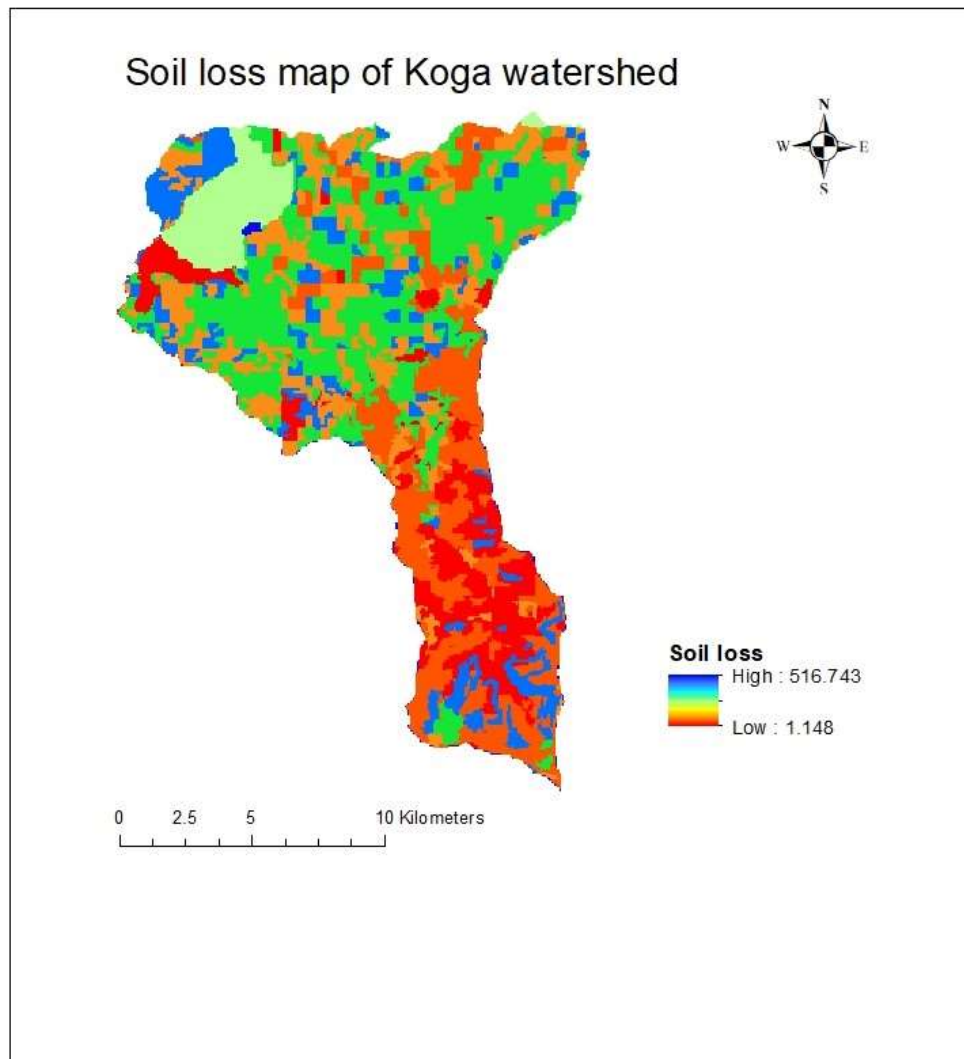 Soil loss map of Koga watershed
N
W E
S
Soil loss
High : 516.743
Low : 1.148
0 2.5 5 10 Kilometers